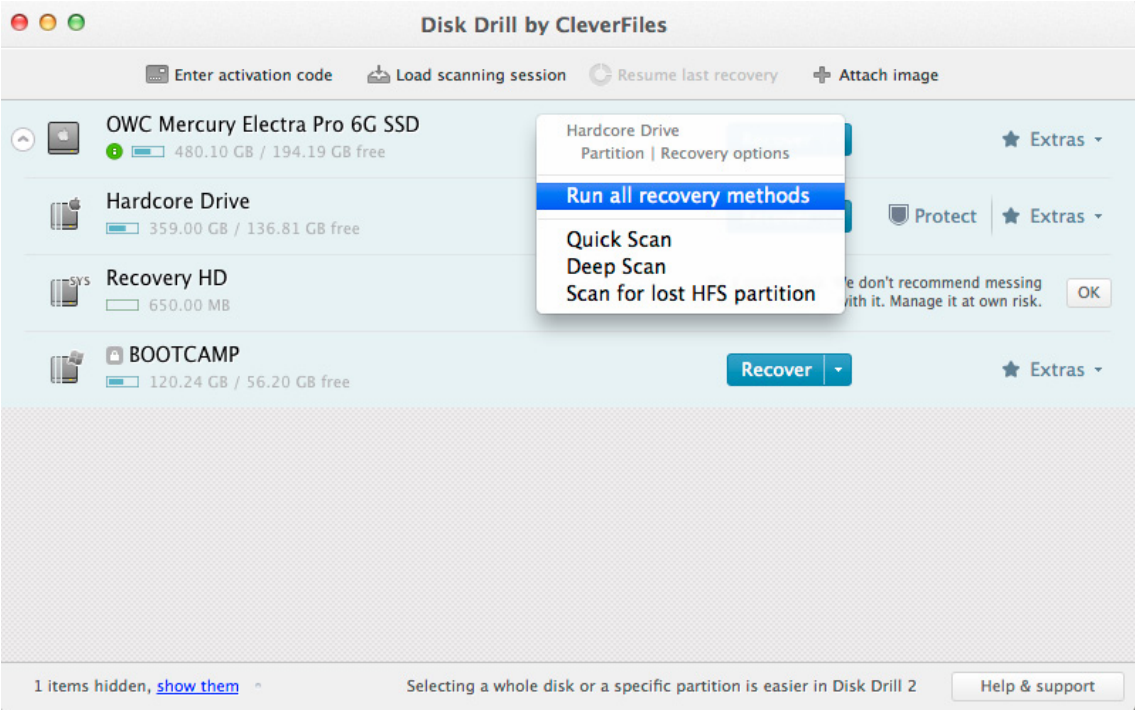 Disk Drill by CleverFiles
Enter activation code
Load scanning session
Resume last recovery
Attach image
OWC Mercury Electra Pro 6G SSD
480.10 GB / 194.19 GB free
Extras
Hardcore Drive
Partition | Recovery options
Run all recovery methods
Quick Scan
Deep Scan
Scan for lost HFS partition
Hardcore Drive
359.00 GB / 136.81 GB free
Protect
Extras
SYS
Recovery HD
650.00 MB
don't recommend messing
it. Manage it at own risk.
OK
BOOTCAMP
120.24 GB / 56.20 GB free
Recover
Extras
1 items hidden, show them
Selecting a whole disk or a specific partition is easier in Disk Drill 2
Help & support